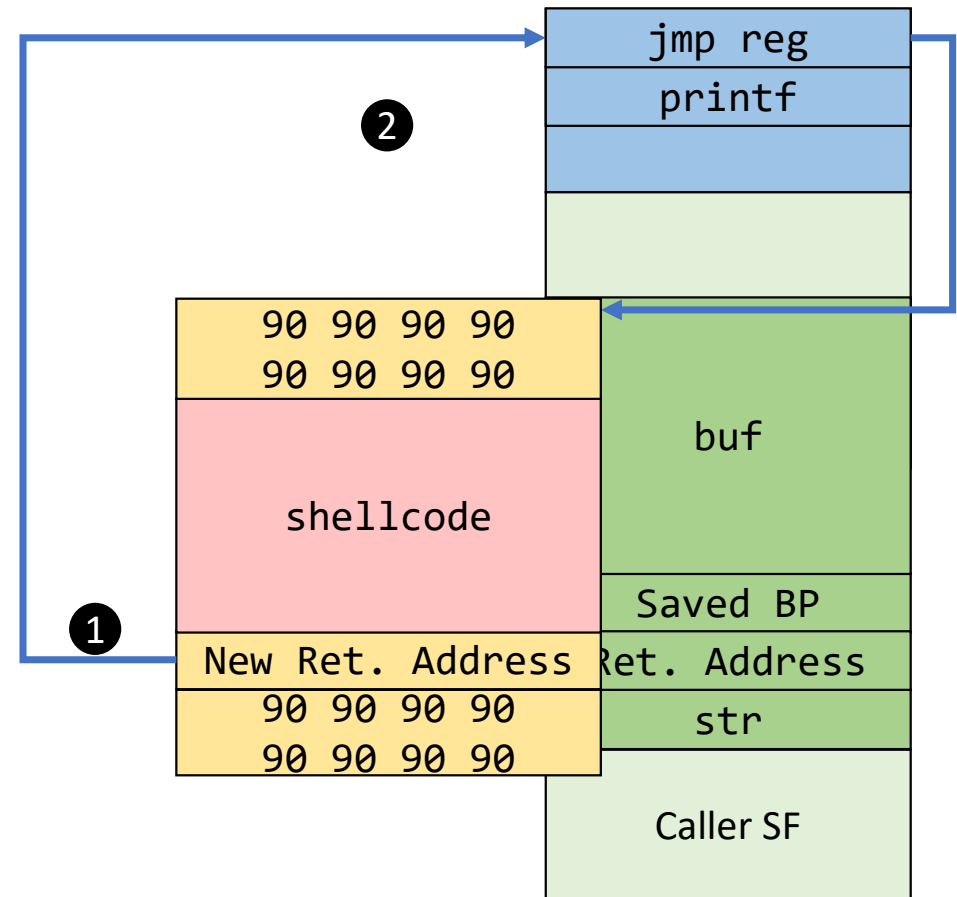 jmp reg
printf
2
90 90 90 90
90 90 90 90
buf
shellcode
Saved BP
1
New Ret. Address
Ret. Address
90 90 90 90
90 90 90 90
str
Caller SF